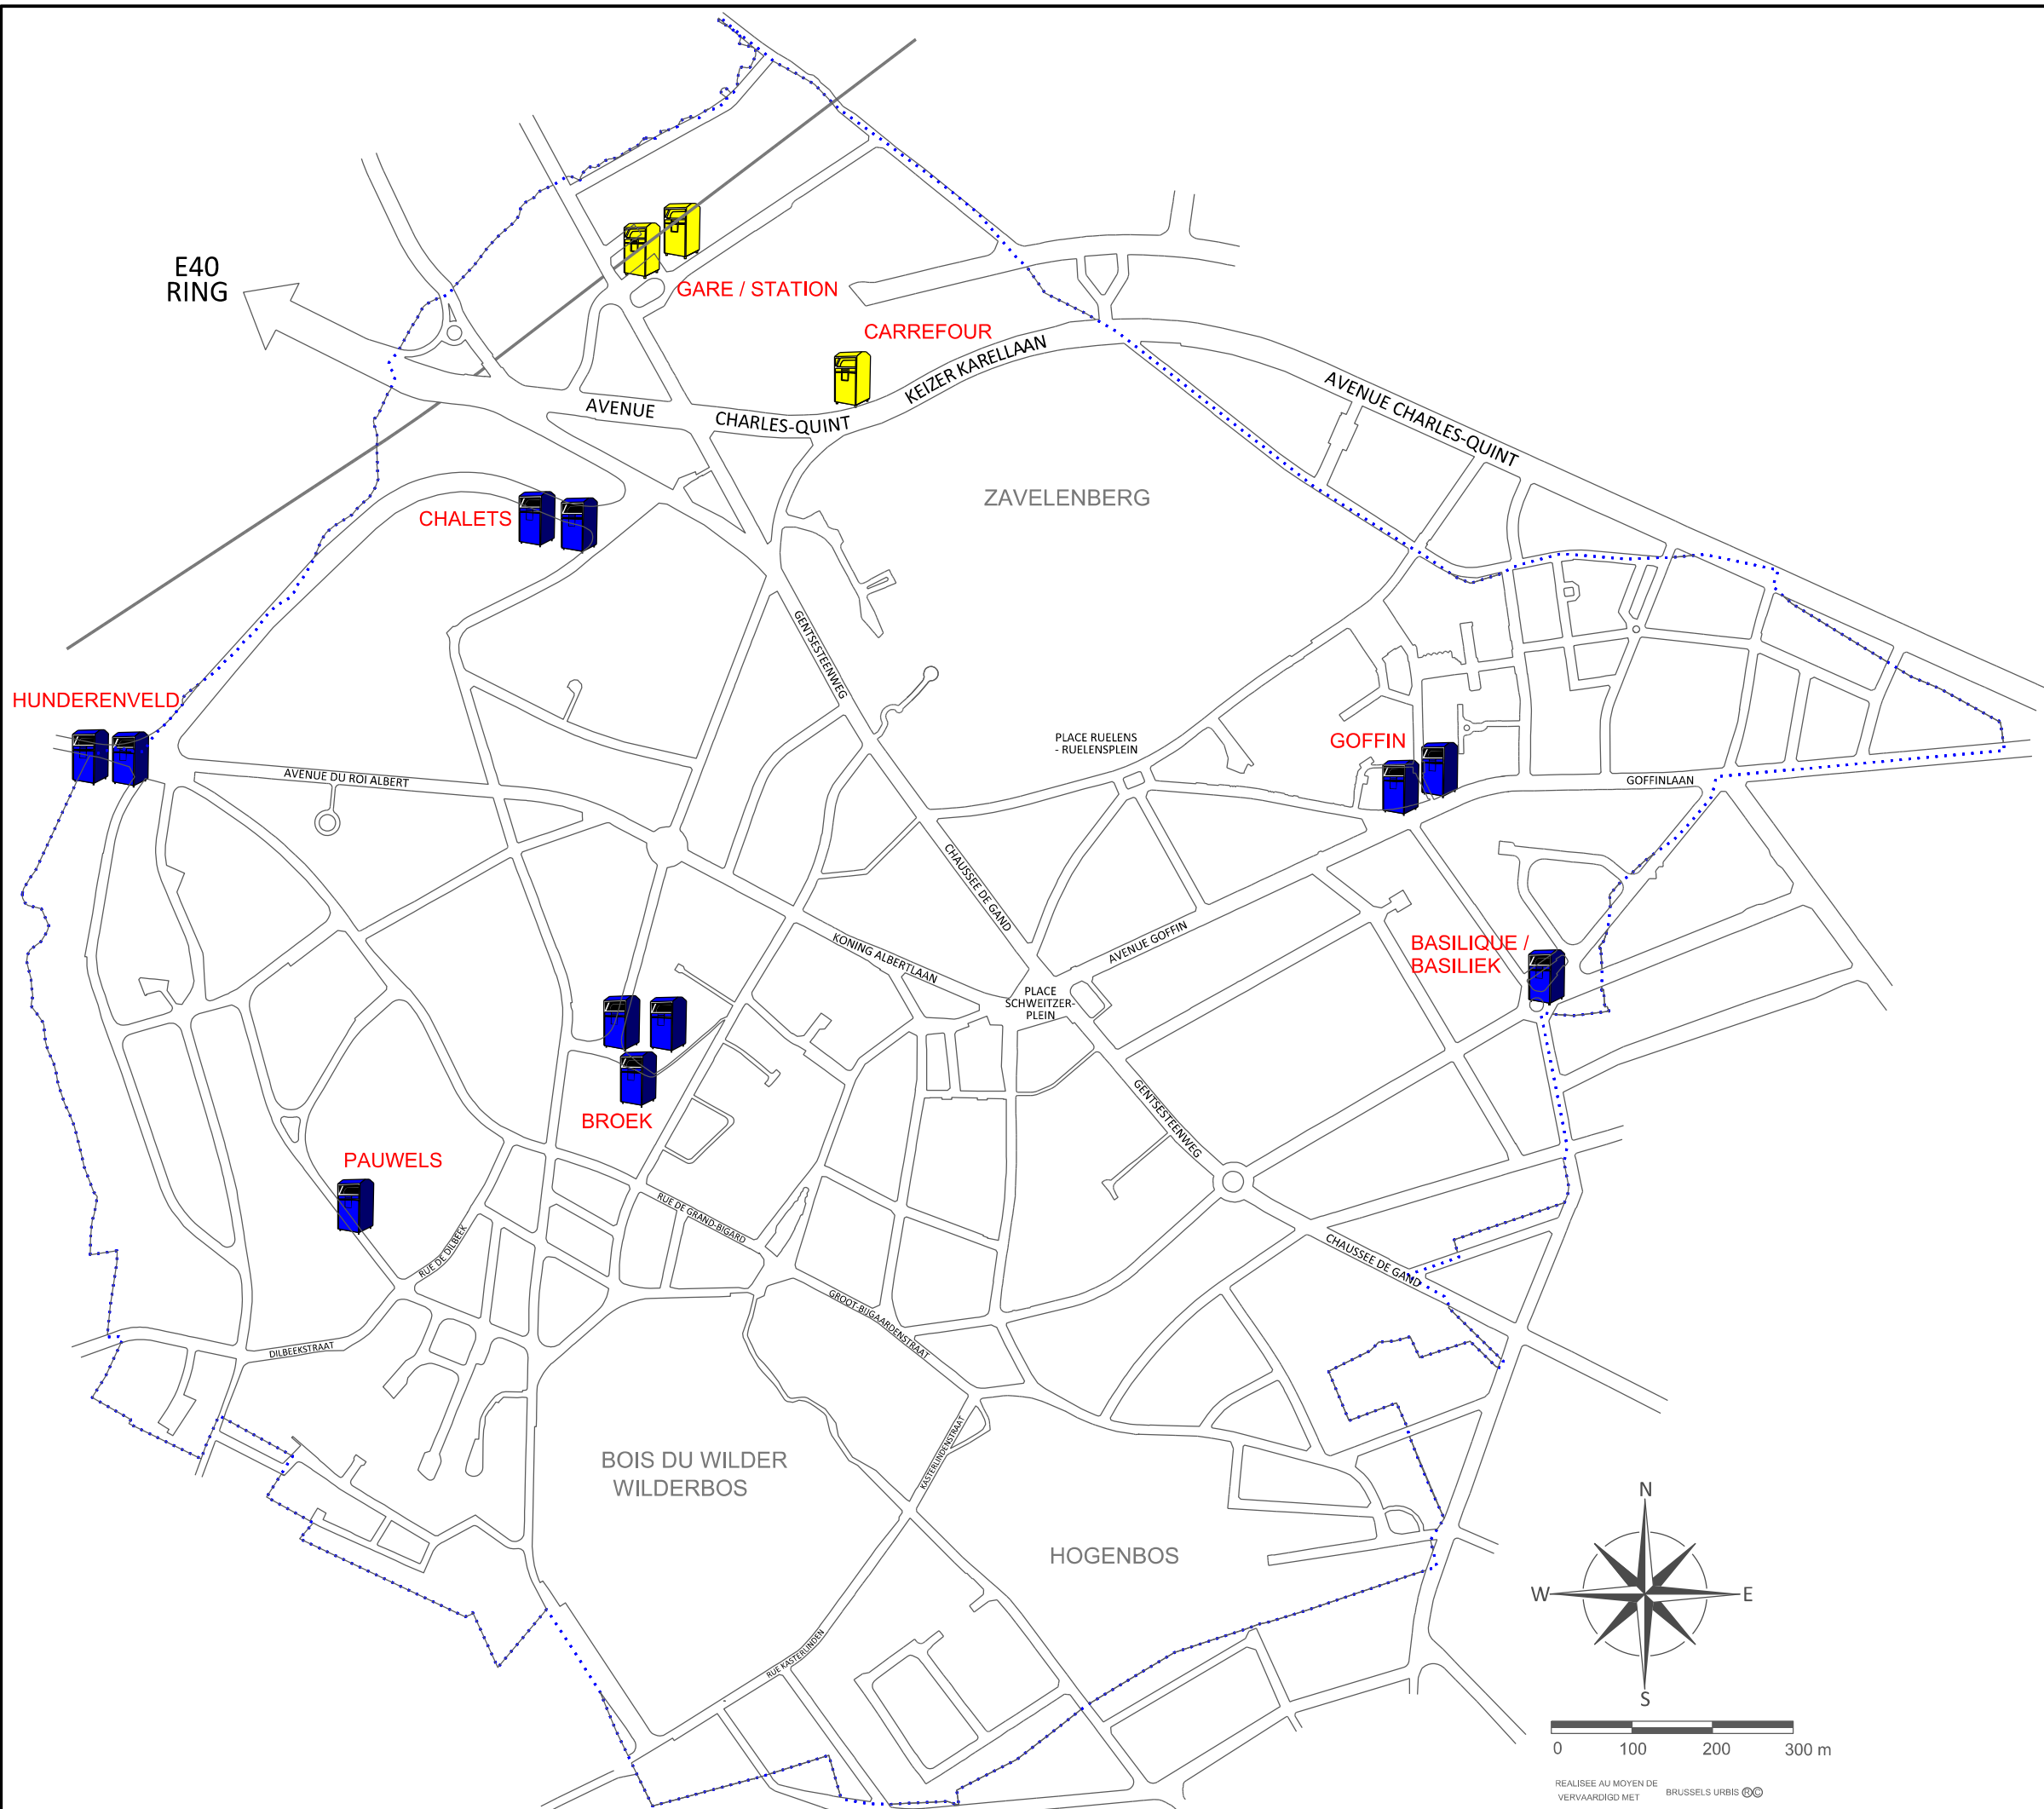 E40
RING
GARE / STATION
CARREFOUR
KEIZER KARELLAAN
AVENUE
CHARLES-QUINT
AVENUE CHARLES-QUINT
ZAVELENBERG
CHALETS
GENTSESTEENWEG
HUNDERENVELD
PLACE RUELENS
- RUELENSPLEIN
GOFFIN
AVENUE DU ROI ALBERT
GOFFINLAAN
CHAUSSEE DE GAND
KONING ALBERTLAAN
AVENUE GOFFIN
BASILIQUE /
BASILIEK
PLACE
SCHWEITZER-
PLEIN
BROEK
GENTSESTEENWEG
PAUWELS
RUE DE GRAND-BIGARD
RUE DE DILBEEK
CHAUSSEE DE GAND
GROOT-BIJGAARDENSTRAAT
DILBEEKSTRAAT
KASTERLINDENSTRAAT
BOIS DU WILDER
WILDERBOS
HOGENBOS
RUE KASTERLINDEN
N
W
E
S
0 100 200 300 m
REALISEE AU MOYEN DE
VERVAARDIGD MET
BRUSSELS URBIS ®©